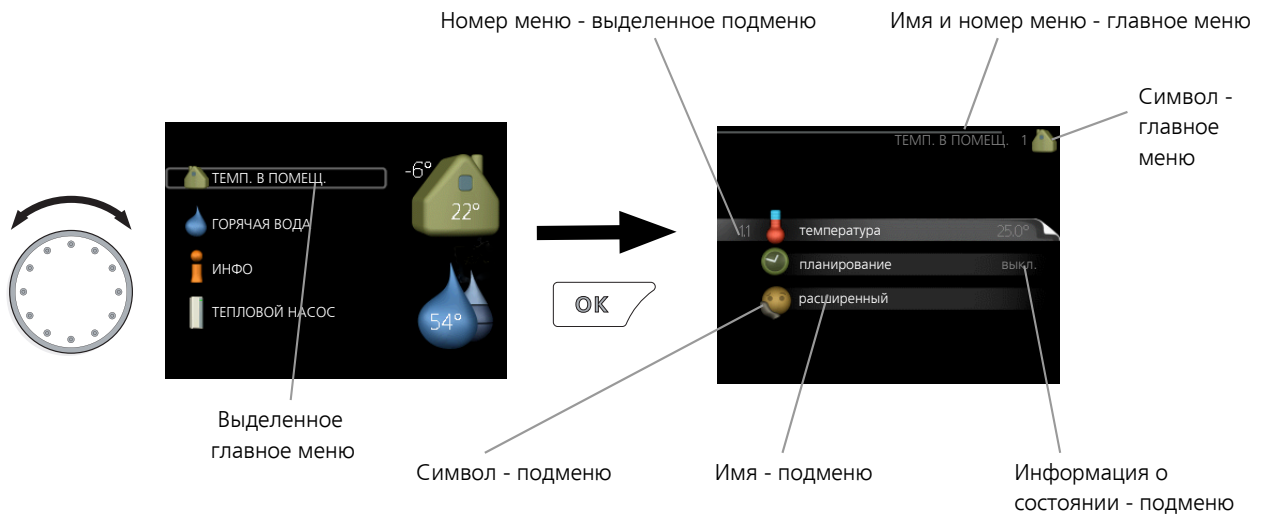 Номер меню - выделенное подменю
Имя и номер меню - главное меню
Символ -
главное
меню
ТЕМП. В ПОМЕЩ.
ГОРЯЧАЯ ВОДА
ИНФО
ТЕПЛОВОЙ НАСОС
-6°
22°
54°
OK
ТЕМП. В ПОМЕЩ. 1
1.1 температура 25.0°
планирование выкл.
расширенный
Выделенное
главное меню
Символ - подменю
Имя - подменю
Информация о
состоянии - подменю